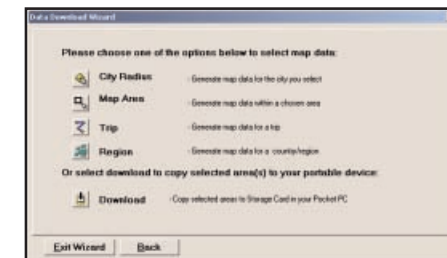 Data Download Wizard
Please choose one of the options below to select map data:
City Radius - Generate map data for the city you select
Map Area - Generate map data within a chosen area
Trip - Generate map data for a trip
Region - Generate map data for a country/region
Or select download to copy selected area(s) to your portable device:
Download - Copy selected areas to Storage Card in your Pocket PC
Exit Wizard Back